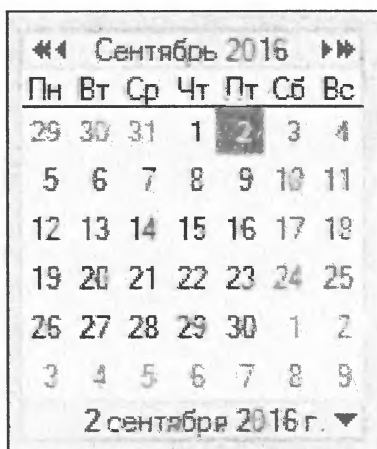 Сентябрь 2016
Пн Вт Ср Чт Пт Сб Вс
29 30 31 1 2 3 4
5 6 7 8 9 10 11
12 13 14 15 16 17 18
19 20 21 22 23 24 25
26 27 28 29 30 1 2
3 4 5 6 7 8 9
2 сентября 2016 г.